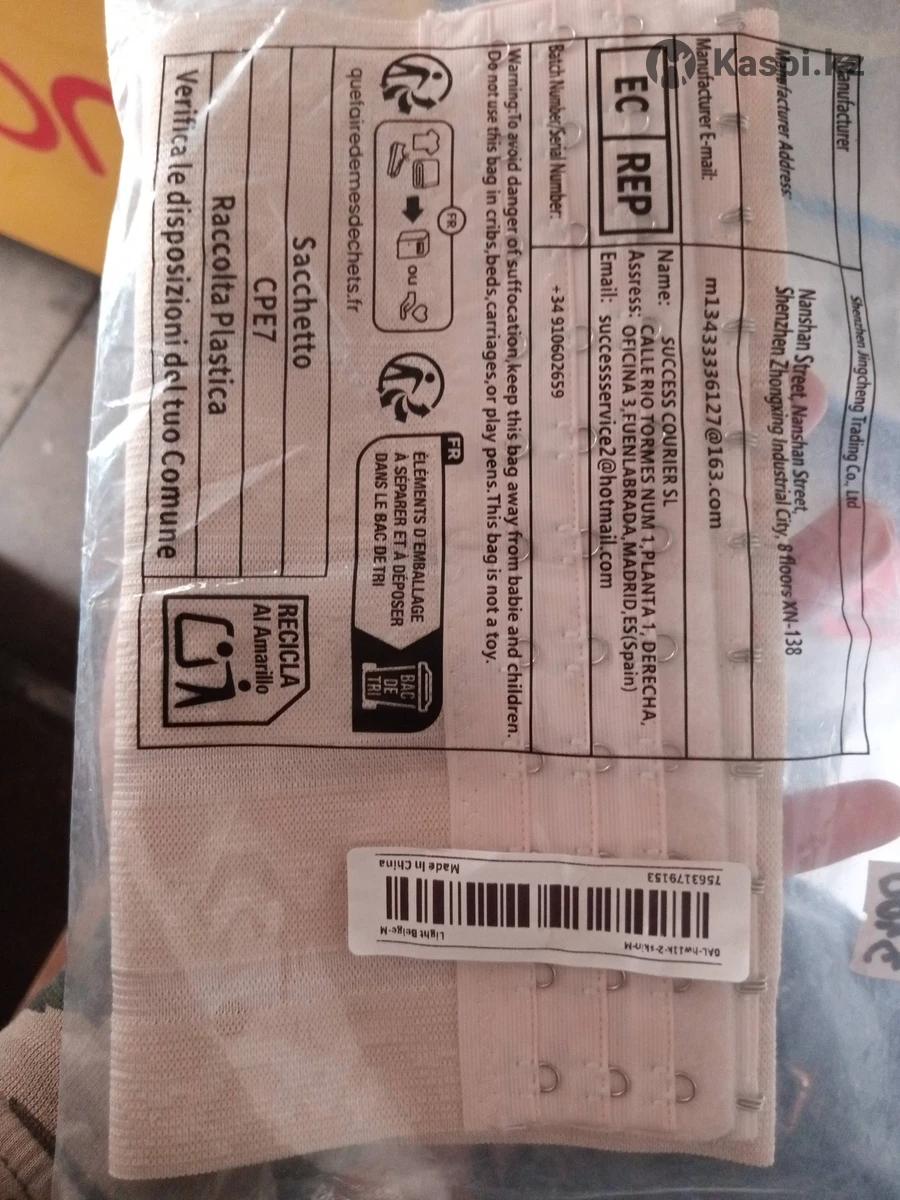 Kaspi.kz
Manufacturer
Shenzhen Jingcheng Trading Co., Ltd
Manufacturer Address:
Nanshan Street, Nanshan Street,
Shenzhen Zhongxing Industrial City, 8 floors XN-138
Manufacturer E-mail:
m13433336127@163.com
EC REP
Name: SUCCESS COURIER SL
Assress: CALLE RIO TORMES NUM 1,PLANTA 1, DERECHA,
OFICINA 3,FUENLABRADA,MADRID,ES(Spain)
Email: successservice2@hotmail.com
Batch Number/Serial Number:
+34 910602659
Warning:To avoid danger of suffocation,keep this bag away from babie and children.
Do not use this bag in cribs,beds,carriages,or play pens.This bag is not a toy.
FR
ou
quefairedemesdechets.fr
FR
ÉLÉMENTS D'EMBALLAGE
À SÉPARER ET À DÉPOSER
DANS LE BAC DE TRI
BAC
DE
TRI
Sacchetto
CPE7
Raccolta Plastica
Verifica le disposizioni del tuo Comune
RECICLA
Al Amarillo
GAL-hw11k-2-skin-M
Light Beige-M
7563179153
Made In China